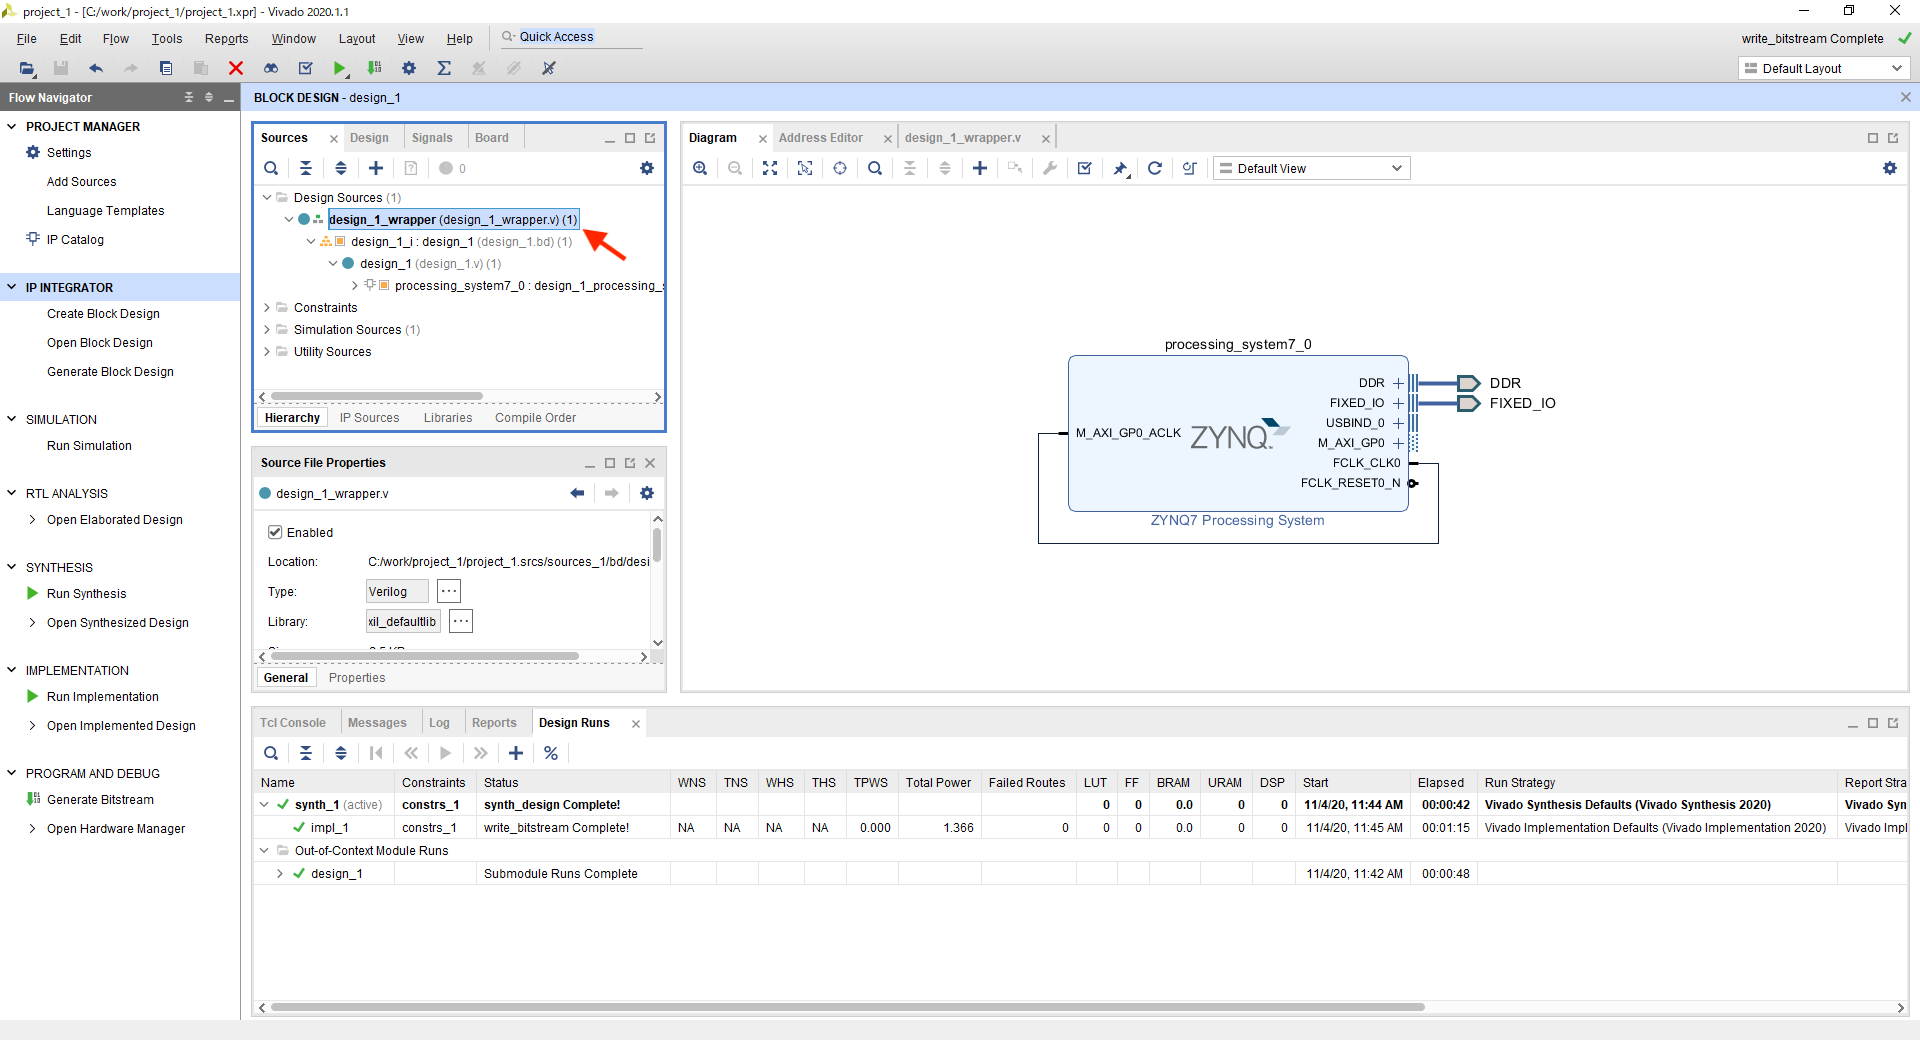 project_1 - [C:/work/project_1/project_1.xpr] - Vivado 2020.1.1
File Edit Flow Tools Reports Window Layout View Help Quick Access
write_bitstream Complete
Default Layout
Flow Navigator
BLOCK DESIGN - design_1
PROJECT MANAGER
Settings
Add Sources
Language Templates
IP Catalog
IP INTEGRATOR
Create Block Design
Open Block Design
Generate Block Design
SIMULATION
Run Simulation
RTL ANALYSIS
Open Elaborated Design
SYNTHESIS
Run Synthesis
Open Synthesized Design
IMPLEMENTATION
Run Implementation
Open Implemented Design
PROGRAM AND DEBUG
Generate Bitstream
Open Hardware Manager
Sources Design Signals Board
0
Design Sources (1)
design_1_wrapper (design_1_wrapper.v) (1)
design_1_i : design_1 (design_1.bd) (1)
design_1 (design_1.v) (1)
processing_system7_0 : design_1_processing_s
Constraints
Simulation Sources (1)
Utility Sources
Hierarchy IP Sources Libraries Compile Order
Source File Properties
design_1_wrapper.v
Enabled
Location: C:/work/project_1/project_1.srcs/sources_1/bd/desi
Type: Verilog
Library: xil_defaultlib
General Properties
Diagram Address Editor design_1_wrapper.v
Default View
processing_system7_0
M_AXI_GP0_ACLK
ZYNQ
DDR
FIXED_IO
USBIND_0
M_AXI_GP0
FCLK_CLK0
FCLK_RESET0_N
ZYNQ7 Processing System
DDR
FIXED_IO
Tcl Console Messages Log Reports Design Runs
Name Constraints Status WNS TNS WHS THS TPWS Total Power Failed Routes LUT FF BRAM URAM DSP Start Elapsed Run Strategy Report Stra
synth_1 (active) constrs_1 synth_design Complete! 0 0 0.0 0 0 11/4/20, 11:44 AM 00:00:42 Vivado Synthesis Defaults (Vivado Synthesis 2020) Vivado Syn
impl_1 constrs_1 write_bitstream Complete! NA NA NA NA 0.000 1.366 0 0 0 0.0 0 0 11/4/20, 11:45 AM 00:01:15 Vivado Implementation Defaults (Vivado Implementation 2020) Vivado Impl
Out-of-Context Module Runs
design_1 Submodule Runs Complete 11/4/20, 11:42 AM 00:00:48